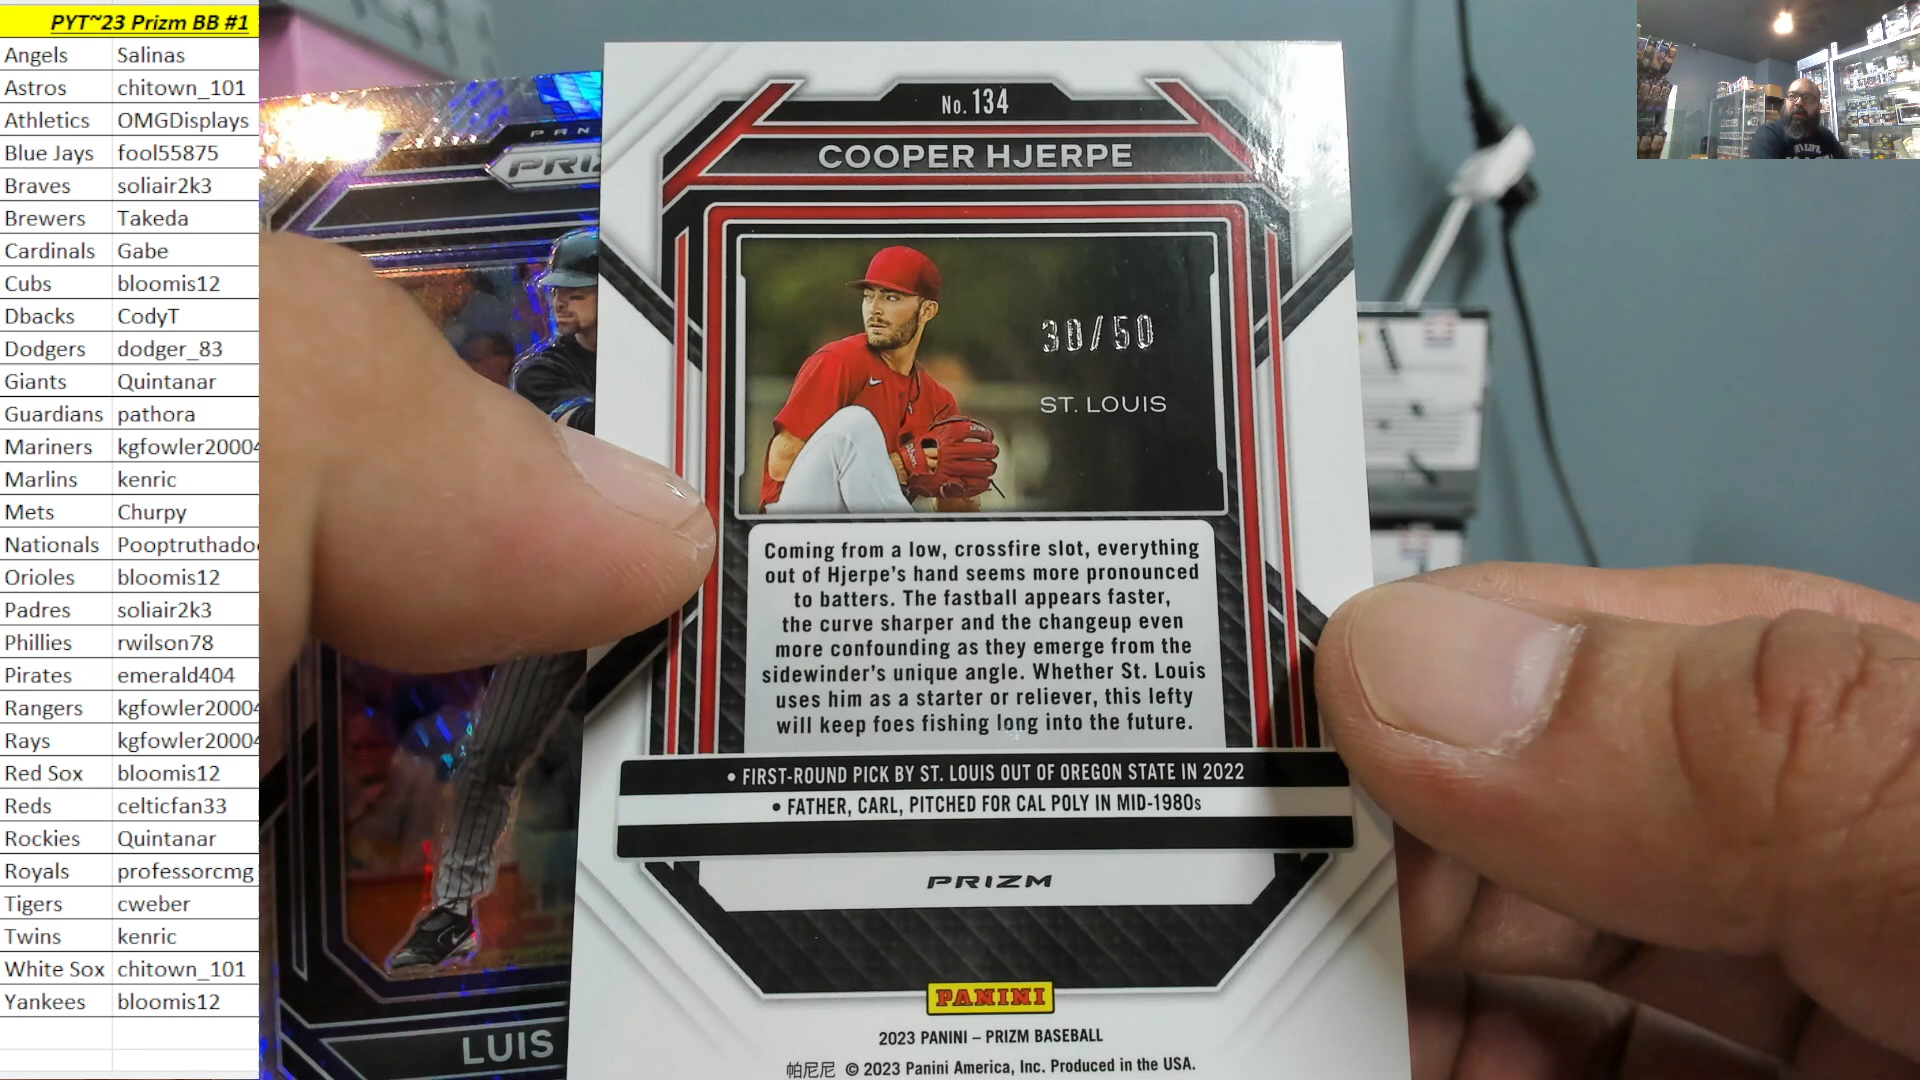 PYT~23 Prizm BB #1
Angels Salinas
Astros chitown_101
Athletics OMGDisplays
Blue Jays fool55875
Braves soliair2k3
Brewers Takeda
Cardinals Gabe
Cubs bloomis12
Dbacks CodyT
Dodgers dodger_83
Giants Quintanar
Guardians pathora
Mariners kgfowler20004
Marlins kenric
Mets Churpy
Nationals Pooptruthado
Orioles bloomis12
Padres soliair2k3
Phillies rwilson78
Pirates emerald404
Rangers kgfowler20004
Rays kgfowler20004
Red Sox bloomis12
Reds celticfan33
Rockies Quintanar
Royals professorcmg
Tigers cweber
Twins kenric
White Sox chitown_101
Yankees bloomis12
PAN
PRIZ
LUIS
No. 134
COOPER HJERPE
30/50
ST. LOUIS
Coming from a low, crossfire slot, everything
out of Hjerpe's hand seems more pronounced
to batters. The fastball appears faster,
the curve sharper and the changeup even
more confounding as they emerge from the
sidewinder's unique angle. Whether St. Louis
uses him as a starter or reliever, this lefty
will keep foes fishing long into the future.
• FIRST-ROUND PICK BY ST. LOUIS OUT OF OREGON STATE IN 2022
• FATHER, CARL, PITCHED FOR CAL POLY IN MID-1980s
PRIZM
PANINI
2023 PANINI – PRIZM BASEBALL
帕尼尼 © 2023 Panini America, Inc. Produced in the USA.